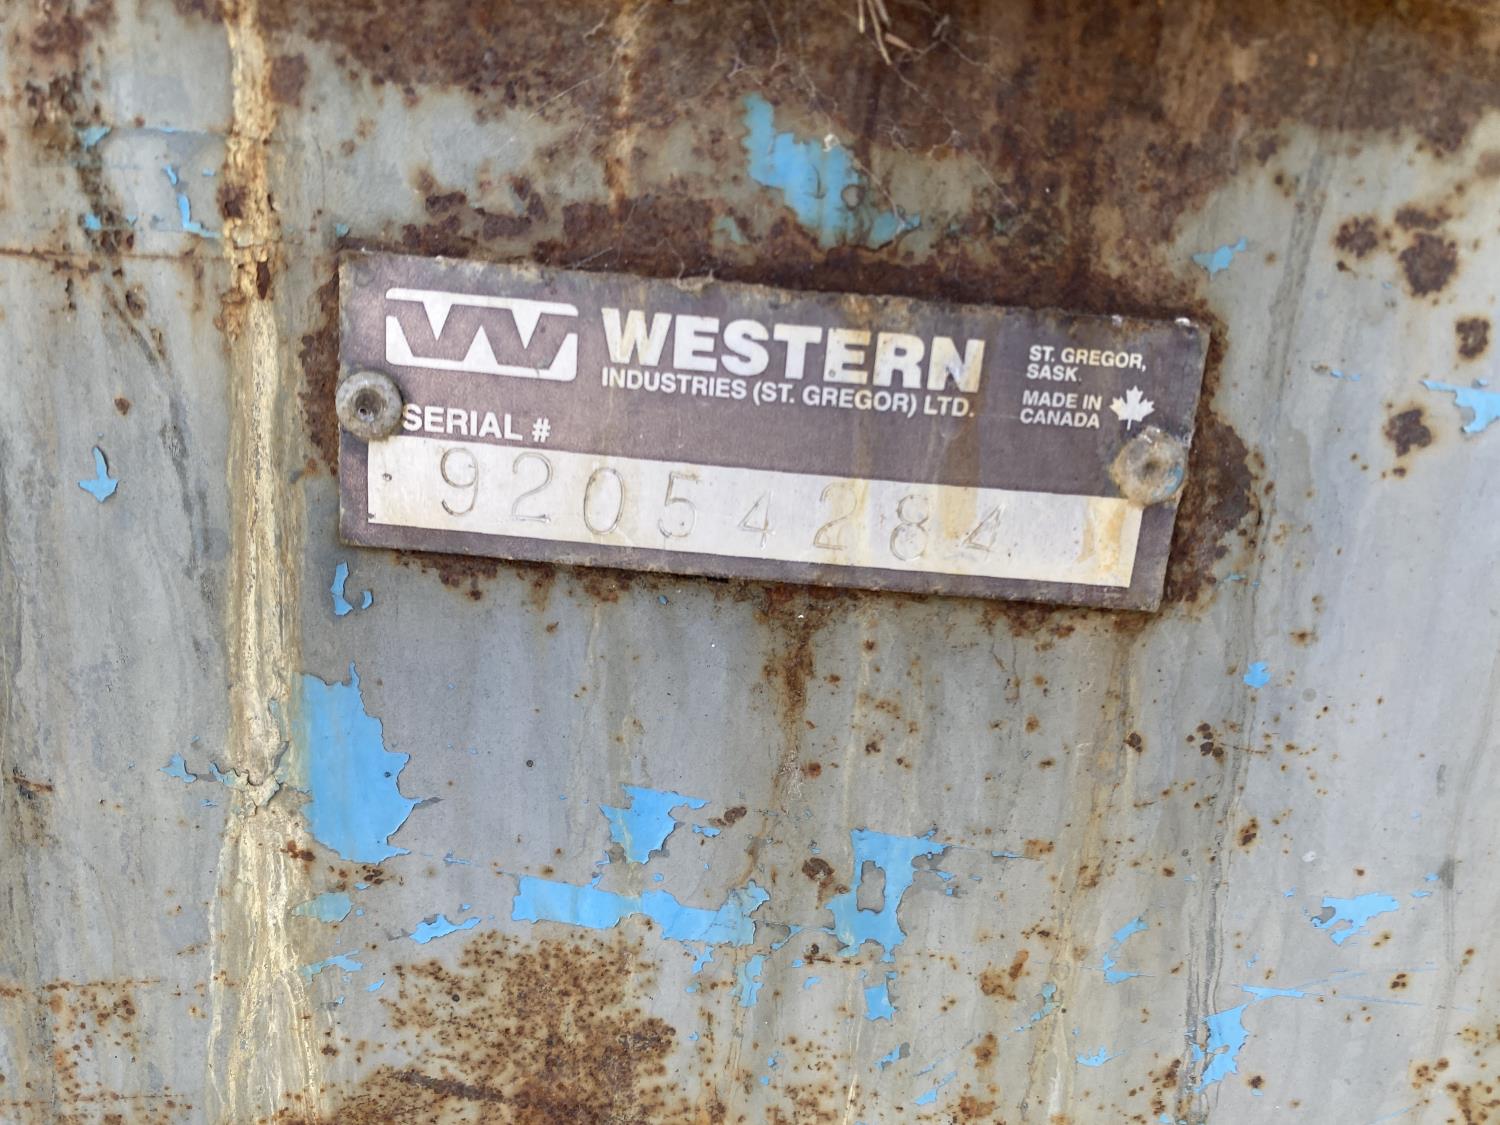 WESTERN
INDUSTRIES (ST. GREGOR) LTD.
ST. GREGOR,
SASK.
MADE IN
CANADA
SERIAL #
92054284